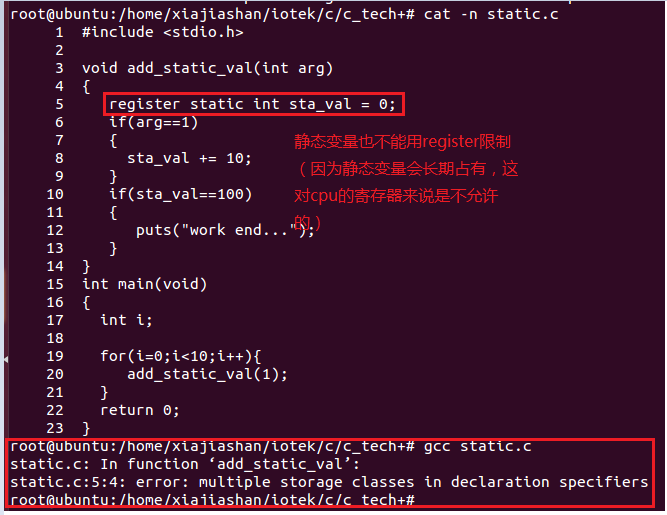 root@ubuntu:/home/xiajiashan/iotek/c/c_tech+# cat -n static.c
1 #include <stdio.h>
2
3 void add_static_val(int arg)
4 {
5 register static int sta_val = 0;
6 if(arg==1)
7 {
8 sta_val += 10;
9 }
10 if(sta_val==100)
11 {
12 puts("work end...");
13 }
14 }
15 int main(void)
16 {
17 int i;
18
19 for(i=0;i<10;i++){
20 add_static_val(1);
21 }
22 return 0;
23 }
静态变量也不能用register限制
（因为静态变量会长期占有，这
对cpu的寄存器来说是不允许
的）
root@ubuntu:/home/xiajiashan/iotek/c/c_tech+# gcc static.c
static.c: In function ‘add_static_val’:
static.c:5:4: error: multiple storage classes in declaration specifiers
root@ubuntu:/home/xiajiashan/iotek/c/c_tech+#